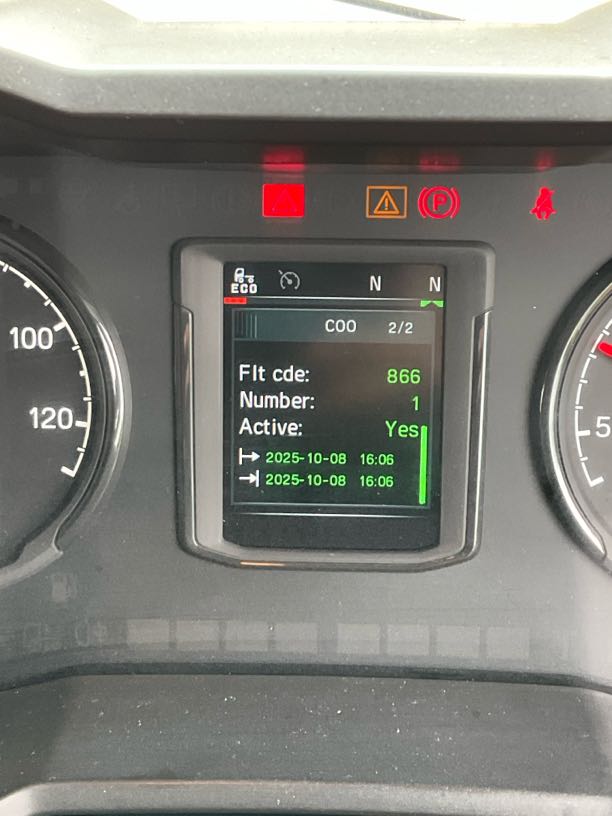 P
ECO
N
N
COO 2/2
Flt cde: 866
Number: 1
Active: Yes
2025-10-08 16:06
2025-10-08 16:06
100
120
5